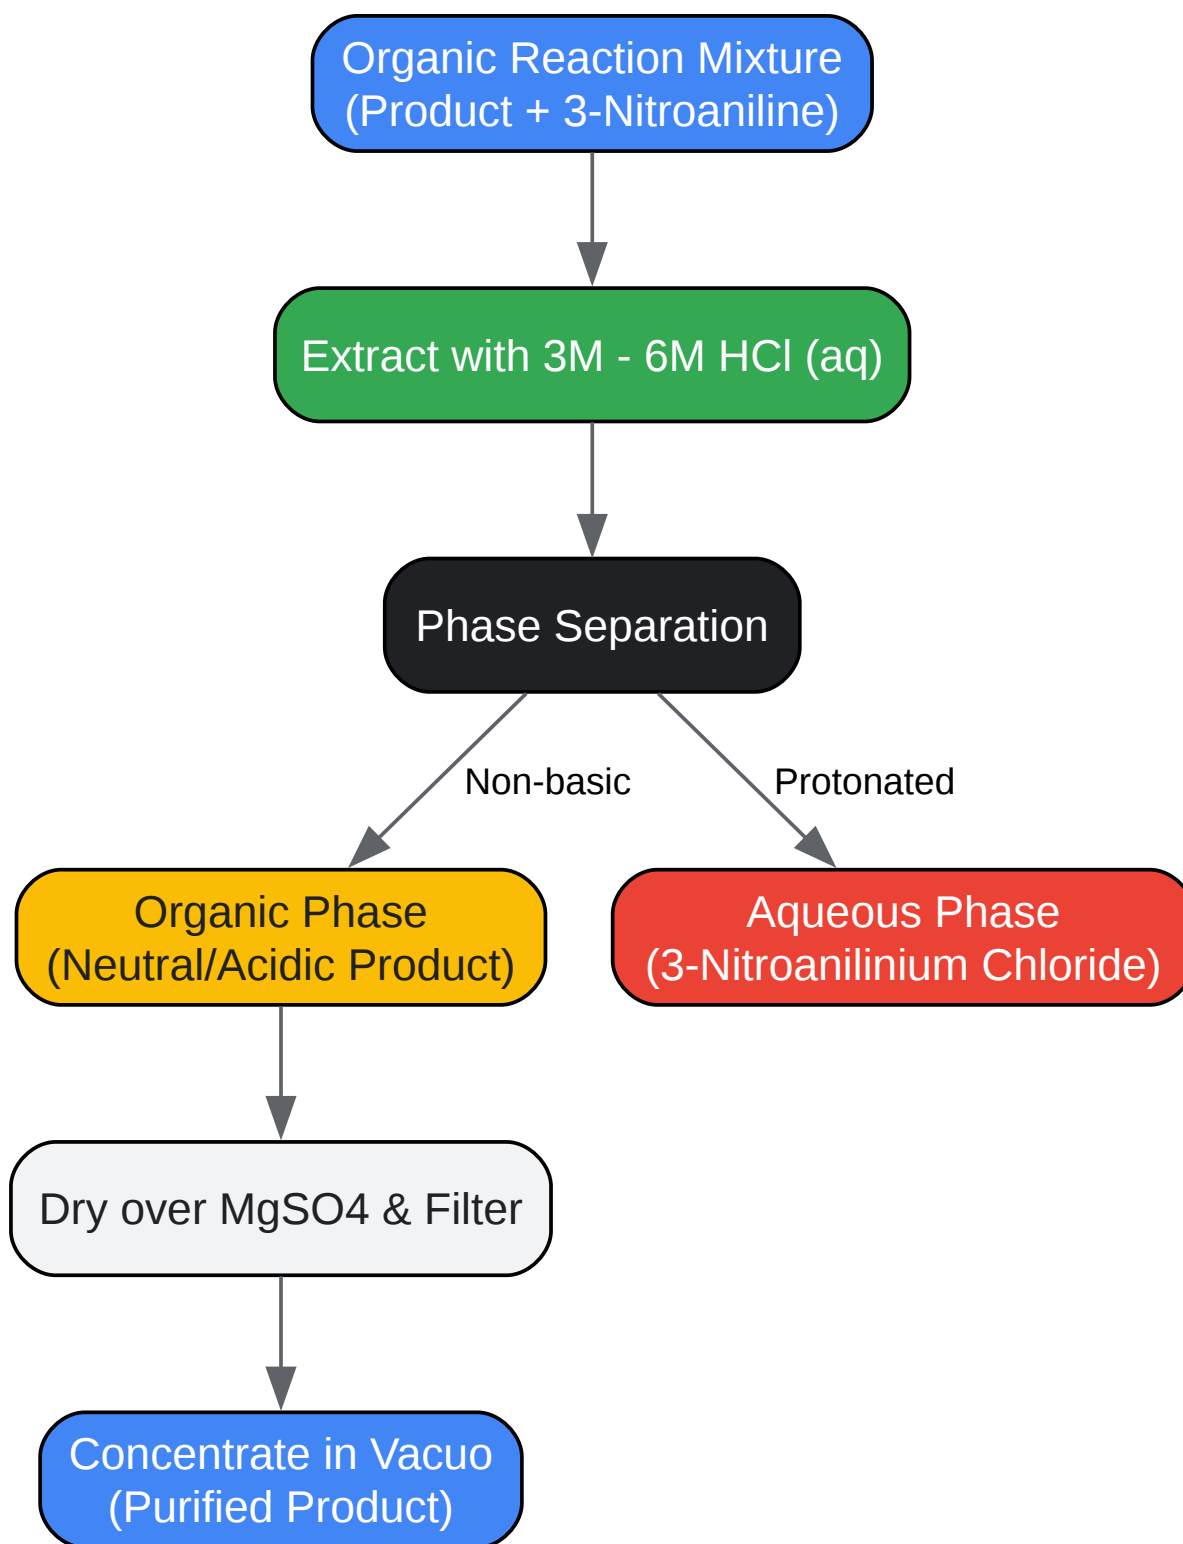 Organic Reaction Mixture
(Product + 3-Nitroaniline)
Extract with 3M - 6M HCl (aq)
Phase Separation
Non-basic
Protonated
Organic Phase
(Neutral/Acidic Product)
Aqueous Phase
(3-Nitroanilinium Chloride)
Dry over MgSO4 & Filter
Concentrate in Vacuo
(Purified Product)